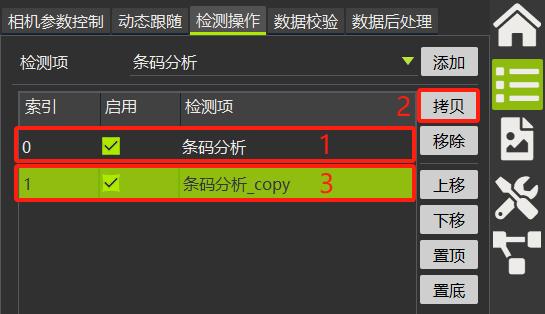 相机参数控制 动态跟随 检测操作 数据校验 数据后处理
检测项 条码分析 添加
索引 启用 检测项 2 拷贝
0 条码分析 1 移除
1 条码分析_copy 3 上移
下移
置顶
置底